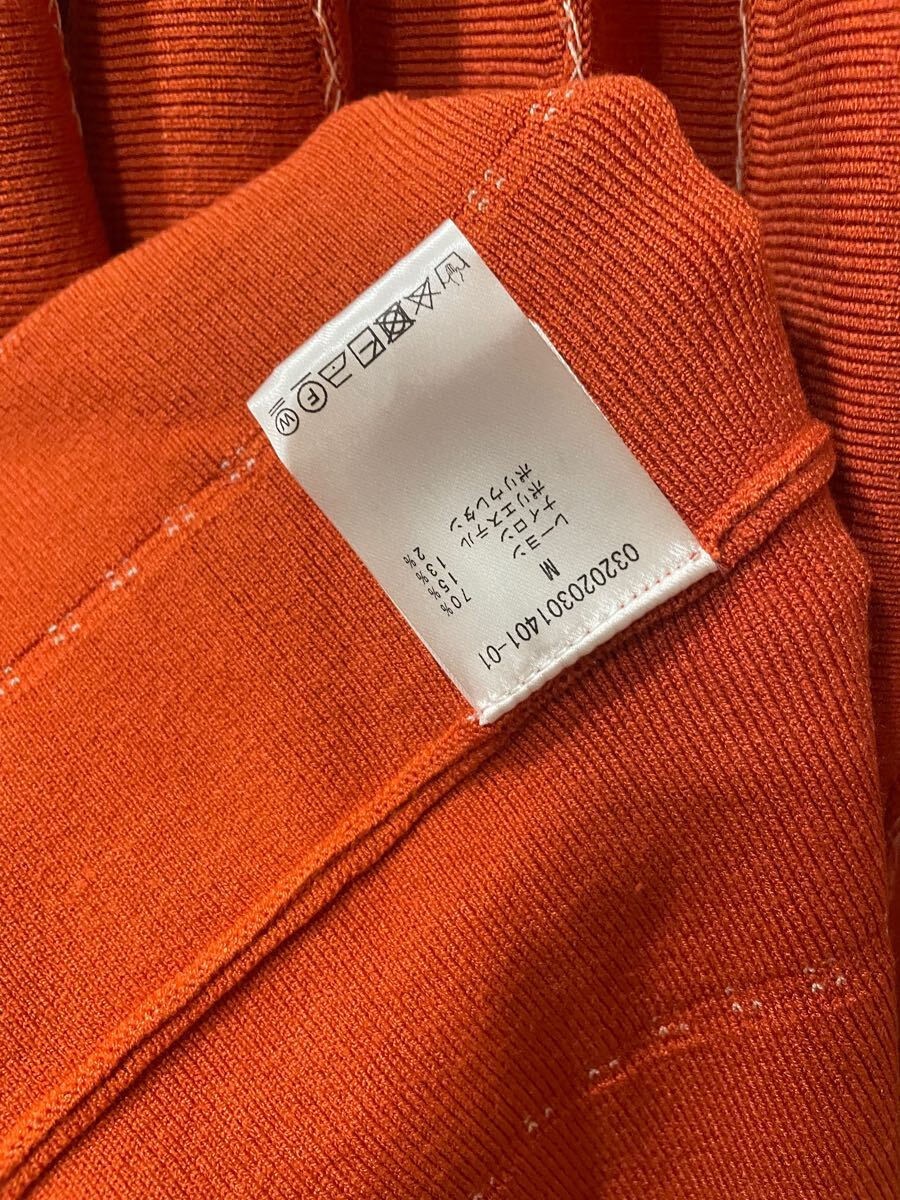 032020301401-01
M
レーヨン 70%
ナイロン 15%
ポリエステル 13%
ポリウレタン 2%
F
W